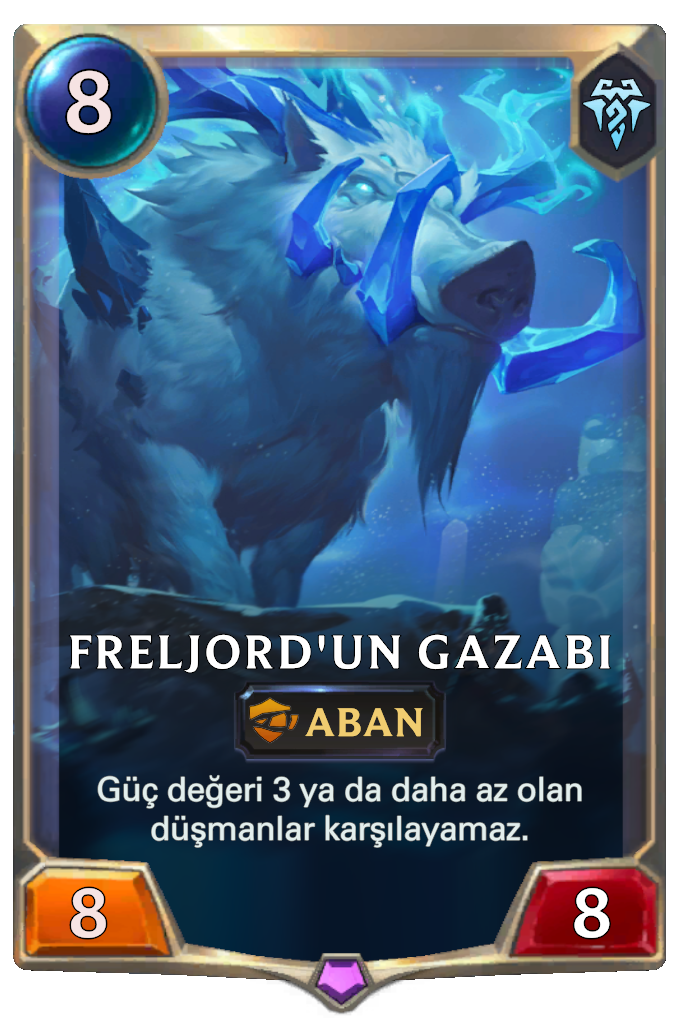 8
FRELJORD'UN GAZABI
ABAN
Güç değeri 3 ya da daha az olan
düşmanlar karşılayamaz.
8
8